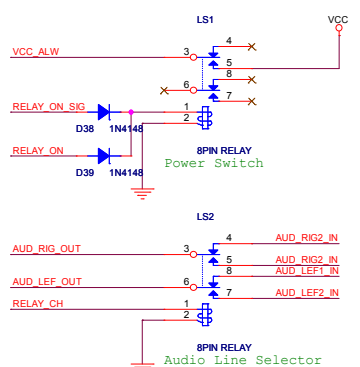 LS1
VCC
VCC_ALW
3
4
5
8
6
7
RELAY_ON_SIG
1
2
D38
1N4148
RELAY_ON
D39
1N4148
8PIN RELAY
Power Switch
LS2
AUD_RIG_OUT
3
4
AUD_RIG2_IN
5
AUD_RIG2_IN
8
AUD_LEF1_IN
AUD_LEF_OUT
6
7
AUD_LEF2_IN
RELAY_CH
1
2
8PIN RELAY
Audio Line Selector